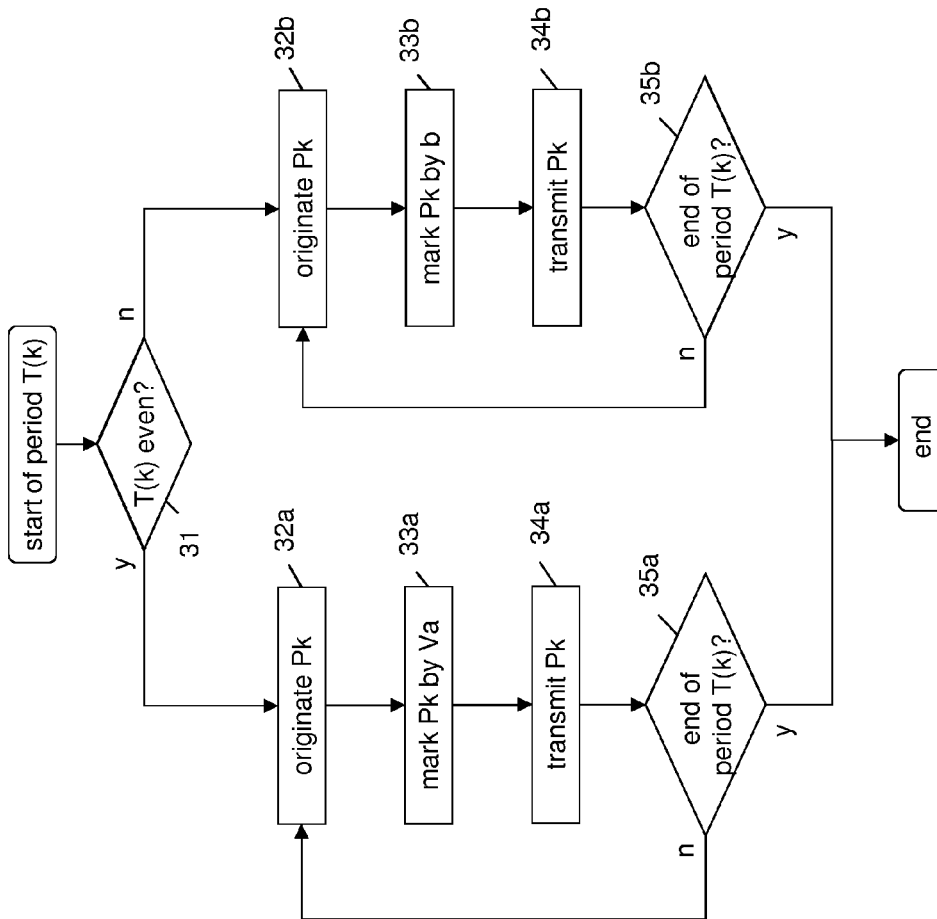 start of period T(k)
T(k) even?
31
y
n
originate Pk
32a
mark Pk by Va
33a
transmit Pk
34a
end of
period T(k)?
35a
n
y
originate Pk
32b
mark Pk by b
33b
transmit Pk
34b
end of
period T(k)?
35b
n
y
end